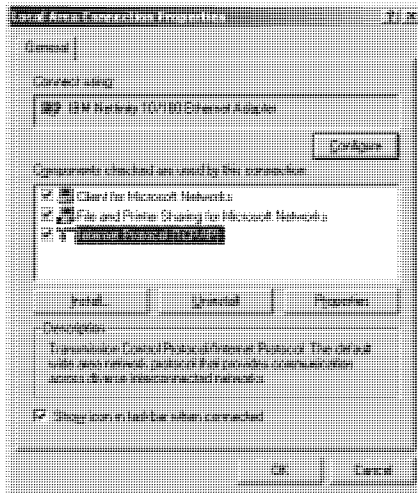 Local Area Connection Properties
General
Connect using:
10/100 Ethernet Adapter
Configure
Components checked are used by this connection:
Client for Microsoft Networks
File and Printer Sharing for Microsoft Networks
Internet Protocol (TCP/IP)
Install...
Uninstall
Properties
Description
Transmission Control Protocol/Internet Protocol. The default
wide area network protocol that provides communication
across diverse interconnected networks.
Show icon in taskbar when connected
OK
Cancel